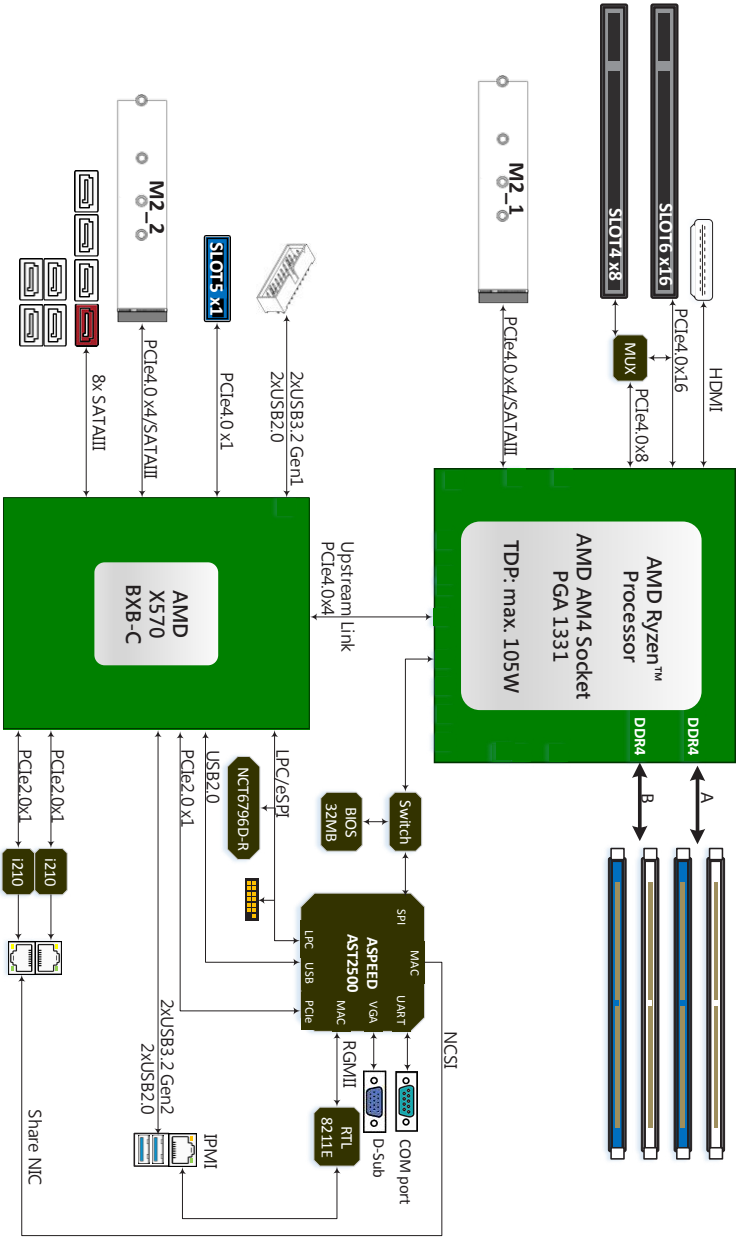 HDMI
SLOT6 x16
PCIe4.0x16
SLOT4 x8
MUX
PCIe4.0x8
M2_1
PCIe4.0 x4/SATAIII
AMD Ryzen™
Processor
AMD AM4 Socket
PGA 1331
TDP: max. 105W
DDR4
A
DDR4
B
Upstream Link
PCIe4.0x4
2xUSB3.2 Gen1
2xUSB2.0
SLOT5 x1
PCIe4.0 x1
M2_2
PCIe4.0 x4/SATAIII
8x SATAIII
AMD
X570
BXB-C
Switch
BIOS
32MB
LPC/eSPI
NCT6796D-R
USB2.0
PCIe2.0 x1
PCIe2.0x1
i210
PCIe2.0x1
i210
ASPEED
AST2500
SPI
MAC
UART
VGA
MAC
LPC
USB
PCIe
NCSI
COM port
D-sub
RGMII
RTL
8211E
IPMI
2xUSB3.2 Gen2
2xUSB2.0
Share NIC